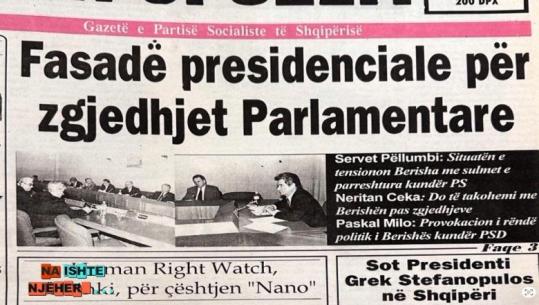 200 DPX
Gazetë e Partisë Socialiste të Shqipërisë
Fasadë presidenciale për
zgjedhjet Parlamentare
Servet Pëllumbi: Situatën e
tensionon Berisha me sulmet e
parreshtura kundër PS
Neritan Ceka: Do të takohemi me
Berishën pas zgjedhjeve
Paskal Milo: Provokacion i rëndë
politik i Berishës kundër PSD
Faqe 3
man Right Watch,
nki, për çështjen "Nano"
NA ISHTE
NJËHER
Sot Presidenti
Grek Stefanopulos
në Shqipëri